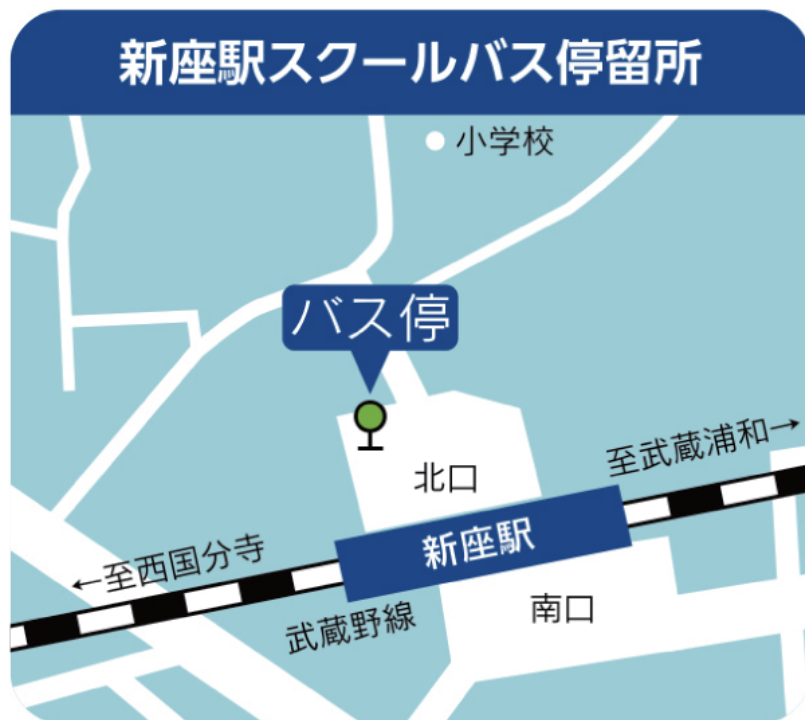 新座駅スクールバス停留所
小学校
バス停
至武蔵浦和→
北口
新座駅
←至西国分寺
武蔵野線
南口